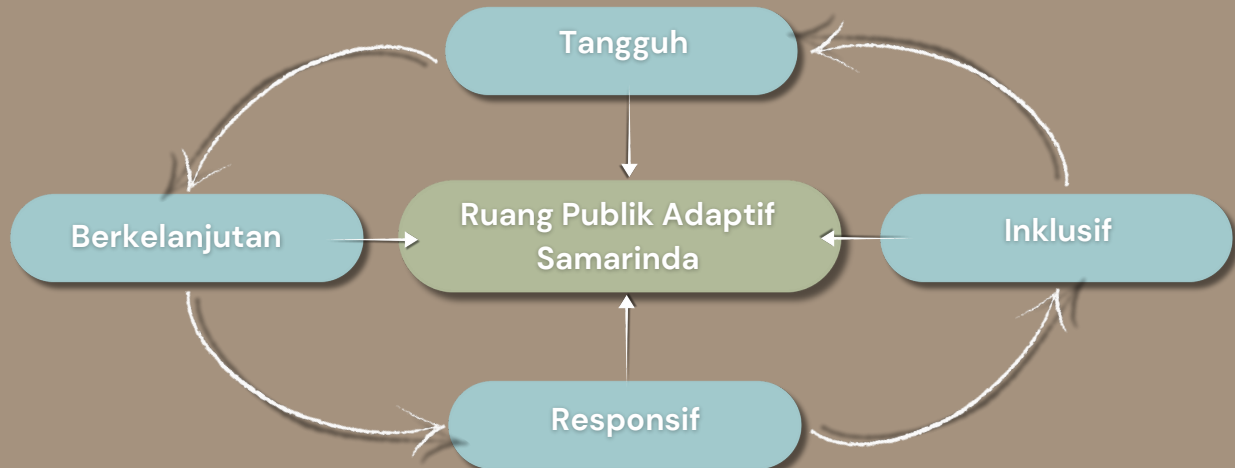 Tangguh
Berkelanjutan
Ruang Publik Adaptif
Samarinda
Inklusif
Responsif